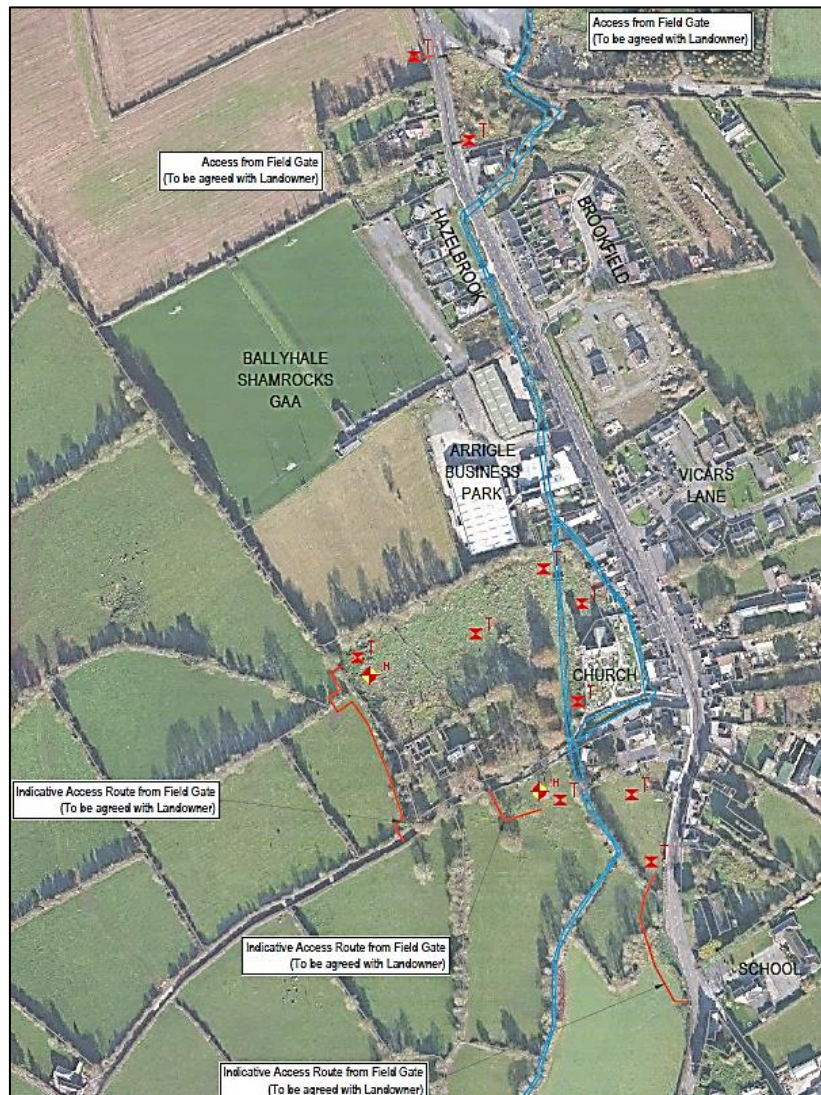 Access from Field Gate
(To be agreed with Landowner)
T
T
Access from Field Gate
(To be agreed with Landowner)
HAZELBROOK
BROOKFIELD
BALLYHALE
SHAMROCKS
GAA
ARRIGLE
BUSINESS
PARK
VICARS
LANE
T
T
T
T
H
CHURCH
T
Indicative Access Route from Field Gate
(To be agreed with Landowner)
H
T
T
T
Indicative Access Route from Field Gate
(To be agreed with Landowner)
SCHOOL
Indicative Access Route from Field Gate
(To be agreed with Landowner)